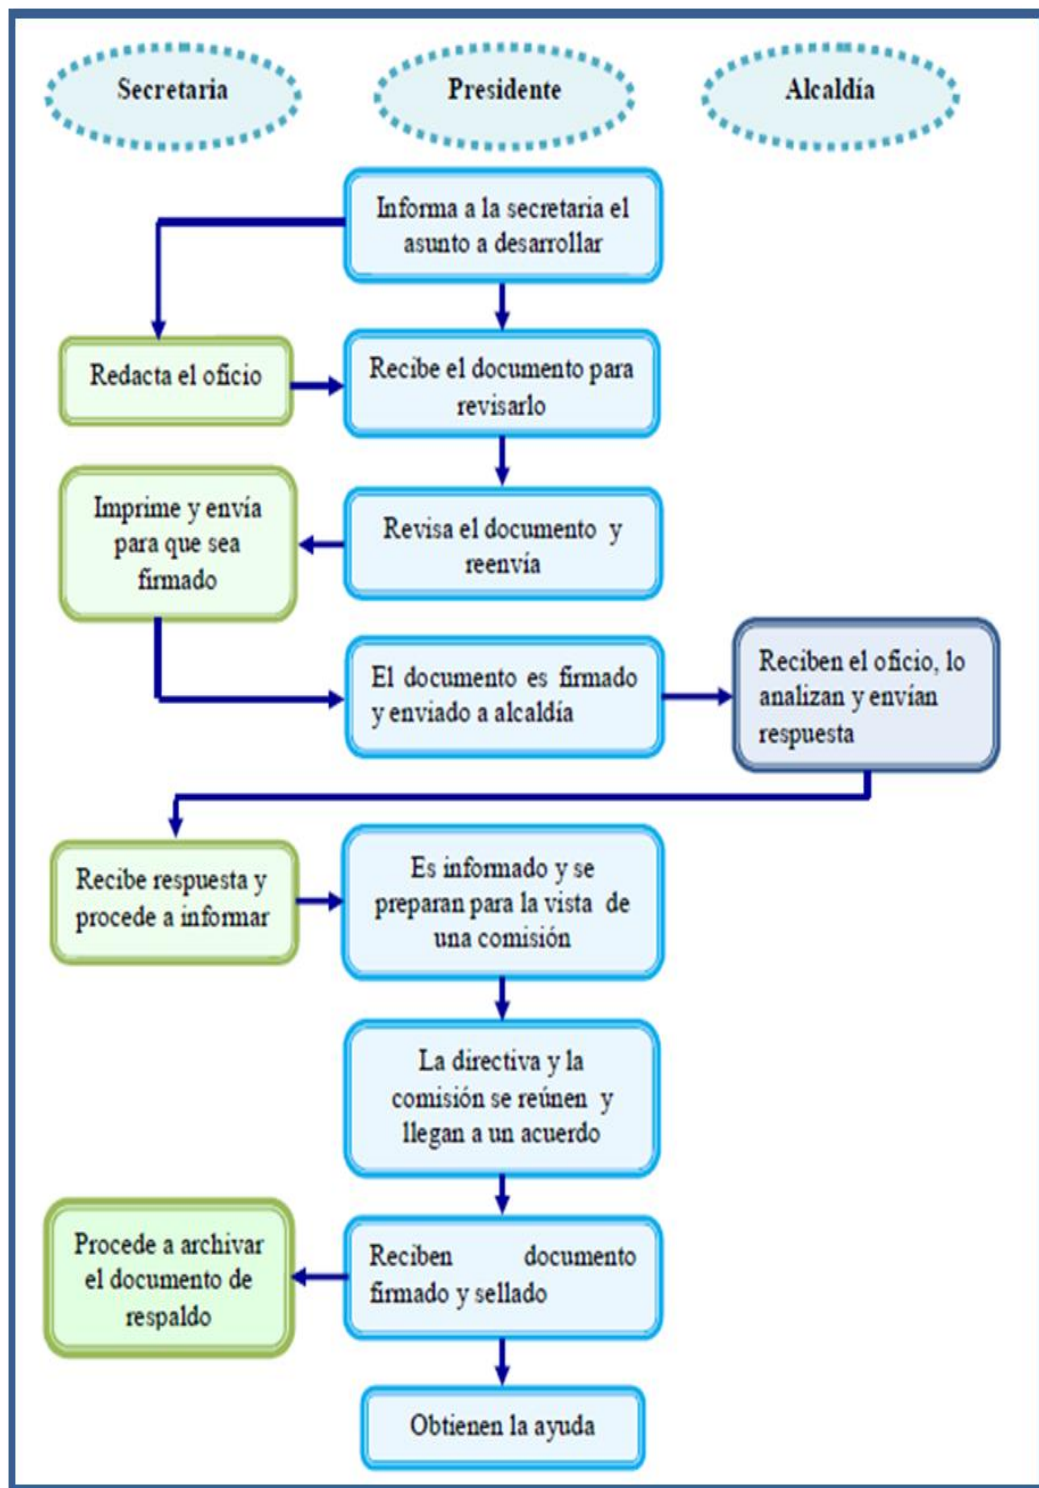 Secretaria
Presidente
Alcaldía
Informa a la secretaria el
asunto a desarrollar
Redacta el oficio
Recibe el documento para
revisarlo
Imprime y envía
para que sea
firmado
Revisa el documento y
reenvía
El documento es firmado
y enviado a alcaldía
Reciben el oficio, lo
analizan y envían
respuesta
Recibe respuesta y
procede a informar
Es informado y se
preparan para la vista de
una comisión
La directiva y la
comisión se reúnen y
llegan a un acuerdo
Procede a archivar
el documento de
respaldo
Reciben documento
firmado y sellado
Obtienen la ayuda